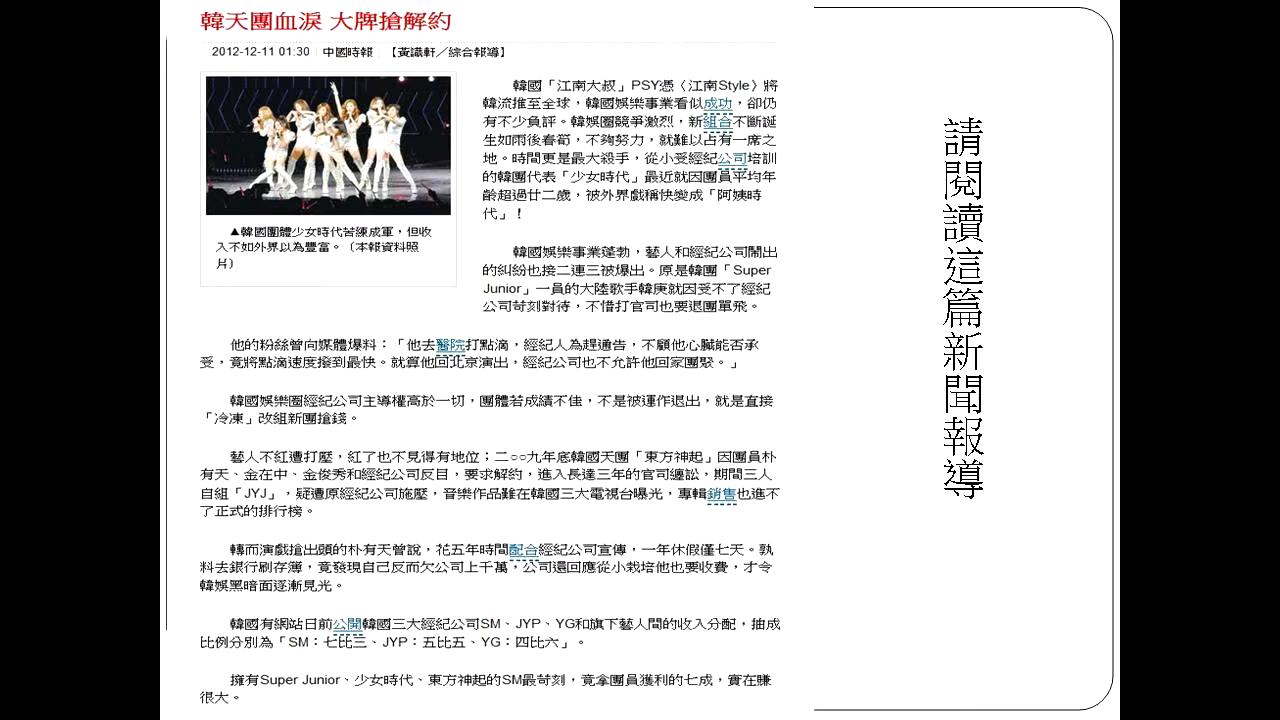 韓天團血淚 大牌搶解約
2012-12-11 01:30 中國時報 【黃識軒／綜合報導】
韓國「江南大叔」PSY憑〈江南Style〉將
韓流推至全球，韓國娛樂事業看似成功，卻仍
有不少負評。韓娛圈競爭激烈，新組合不斷誕
生如雨後春筍，不夠努力，就難以占有一席之
地。時間更是最大殺手，從小受經紀公司培訓
的韓團代表「少女時代」最近就因團員平均年
齡超過廿二歲，被外界戲稱快變成「阿姨時
代」！
▲韓國團體少女時代苦練成軍，但收
入不如外界以為豐富。（本報資料照
片）
韓國娛樂事業蓬勃，藝人和經紀公司鬧出
的糾紛也接二連三被爆出。原是韓團「Super
Junior」一員的大陸歌手韓庚就因受不了經紀
公司苛刻對待，不惜打官司也要退團單飛。
他的粉絲曾向媒體爆料：「他去醫院打點滴，經紀人為趕通告，不顧他心臟能否承
受，竟將點滴速度撥到最快。就算他回北京演出，經紀公司也不允許他回家團聚。」
韓國娛樂圈經紀公司主導權高於一切，團體若成績不佳，不是被運作退出，就是直接
「冷凍」改組新團搶錢。
藝人不紅遭打壓，紅了也不見得有地位；二○○九年底韓國天團「東方神起」因團員朴
有天、金在中、金俊秀和經紀公司反目，要求解約，進入長達三年的官司纏訟，期間三人
自組「JYJ」，疑遭原經紀公司施壓，音樂作品難在韓國三大電視台曝光，專輯銷售也進不
了正式的排行榜。
轉而演戲搶出頭的朴有天曾說，花五年時間配合經紀公司宣傳，一年休假僅七天。孰
料去銀行刷存簿，竟發現自己反而欠公司上千萬，公司還回應從小栽培他也要收費，才令
韓娛黑暗面逐漸見光。
韓國有網站日前公開韓國三大經紀公司SM、JYP、YG和旗下藝人間的收入分配，抽成
比例分別為「SM：七比三、JYP：五比五、YG：四比六」。
擁有Super Junior、少女時代、東方神起的SM最苛刻，竟拿團員獲利的七成，實在賺
很大。
請閱讀這篇新聞報導